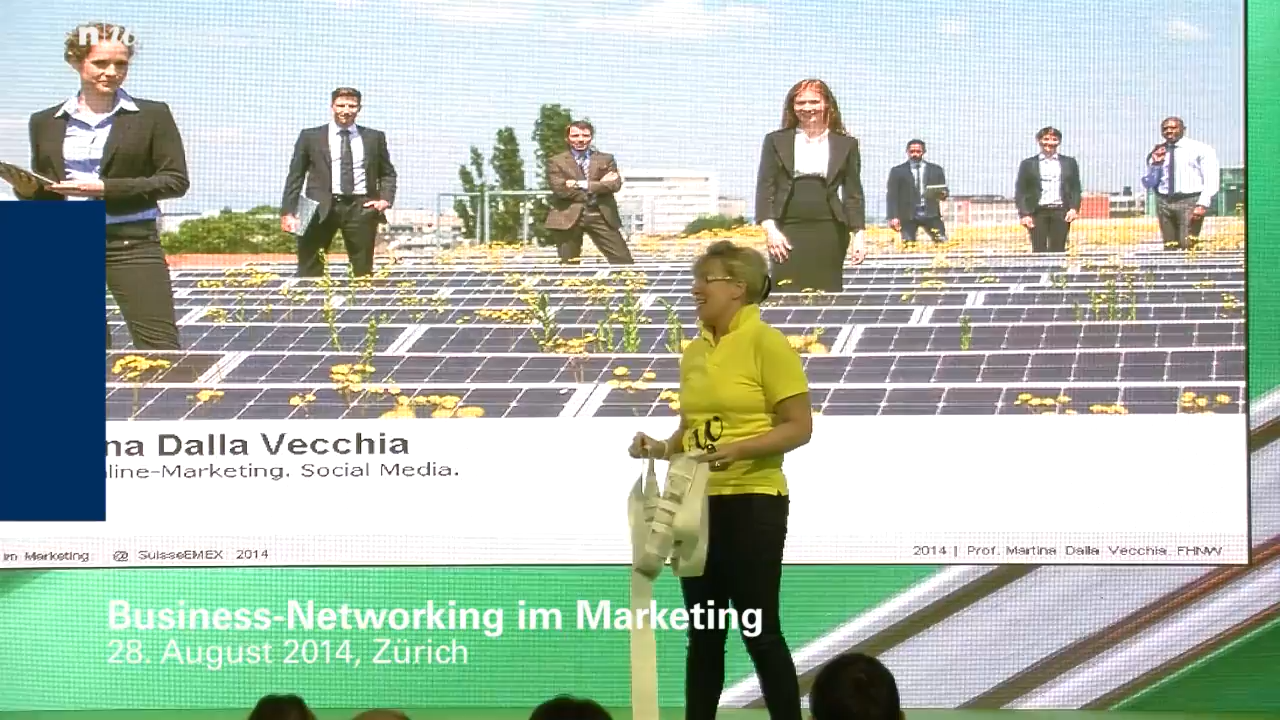 n|w
na Dalla Vecchia
line-Marketing. Social Media.
im Marketing @ SuisseEMEX 2014
2014 | Prof. Martina Dalla Vecchia, FHNW
Business-Networking im Marketing
28. August 2014, Zürich